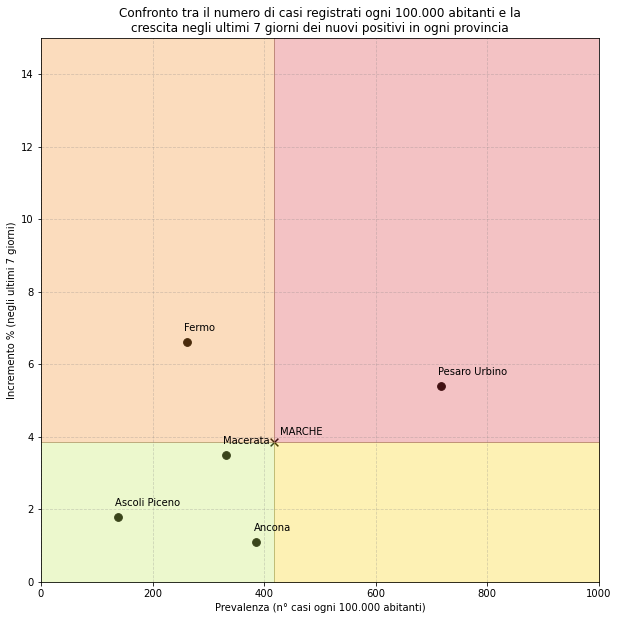 Confronto tra il numero di casi registrati ogni 100.000 abitanti e la
crescita negli ultimi 7 giorni dei nuovi positivi in ogni provincia
Incremento % (negli ultimi 7 giorni)
14
12
10
8
6
4
2
0
Fermo
Pesaro Urbino
MARCHE
Macerata
Ascoli Piceno
Ancona
0 200 400 600 800 1000
Prevalenza (n° casi ogni 100.000 abitanti)